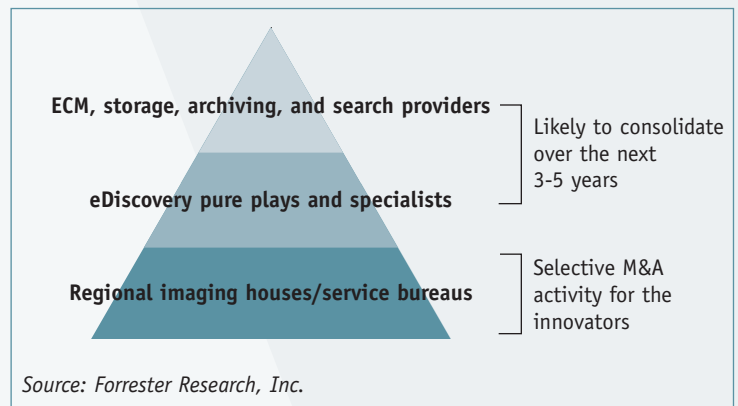 ECM, storage, archiving, and search providers
Likely to consolidate
over the next
3-5 years
eDiscovery pure plays and specialists
Regional imaging houses/service bureaus
Selective M&A
activity for the
innovators
Source: Forrester Research, Inc.